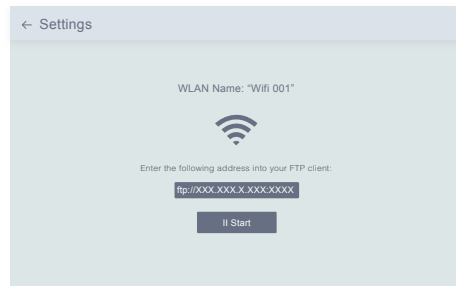 ← Settings
WLAN Name: “Wifi 001”
Enter the following address into your FTP client:
ftp://XXX.XXX.X.XXX:XXXX
II Start